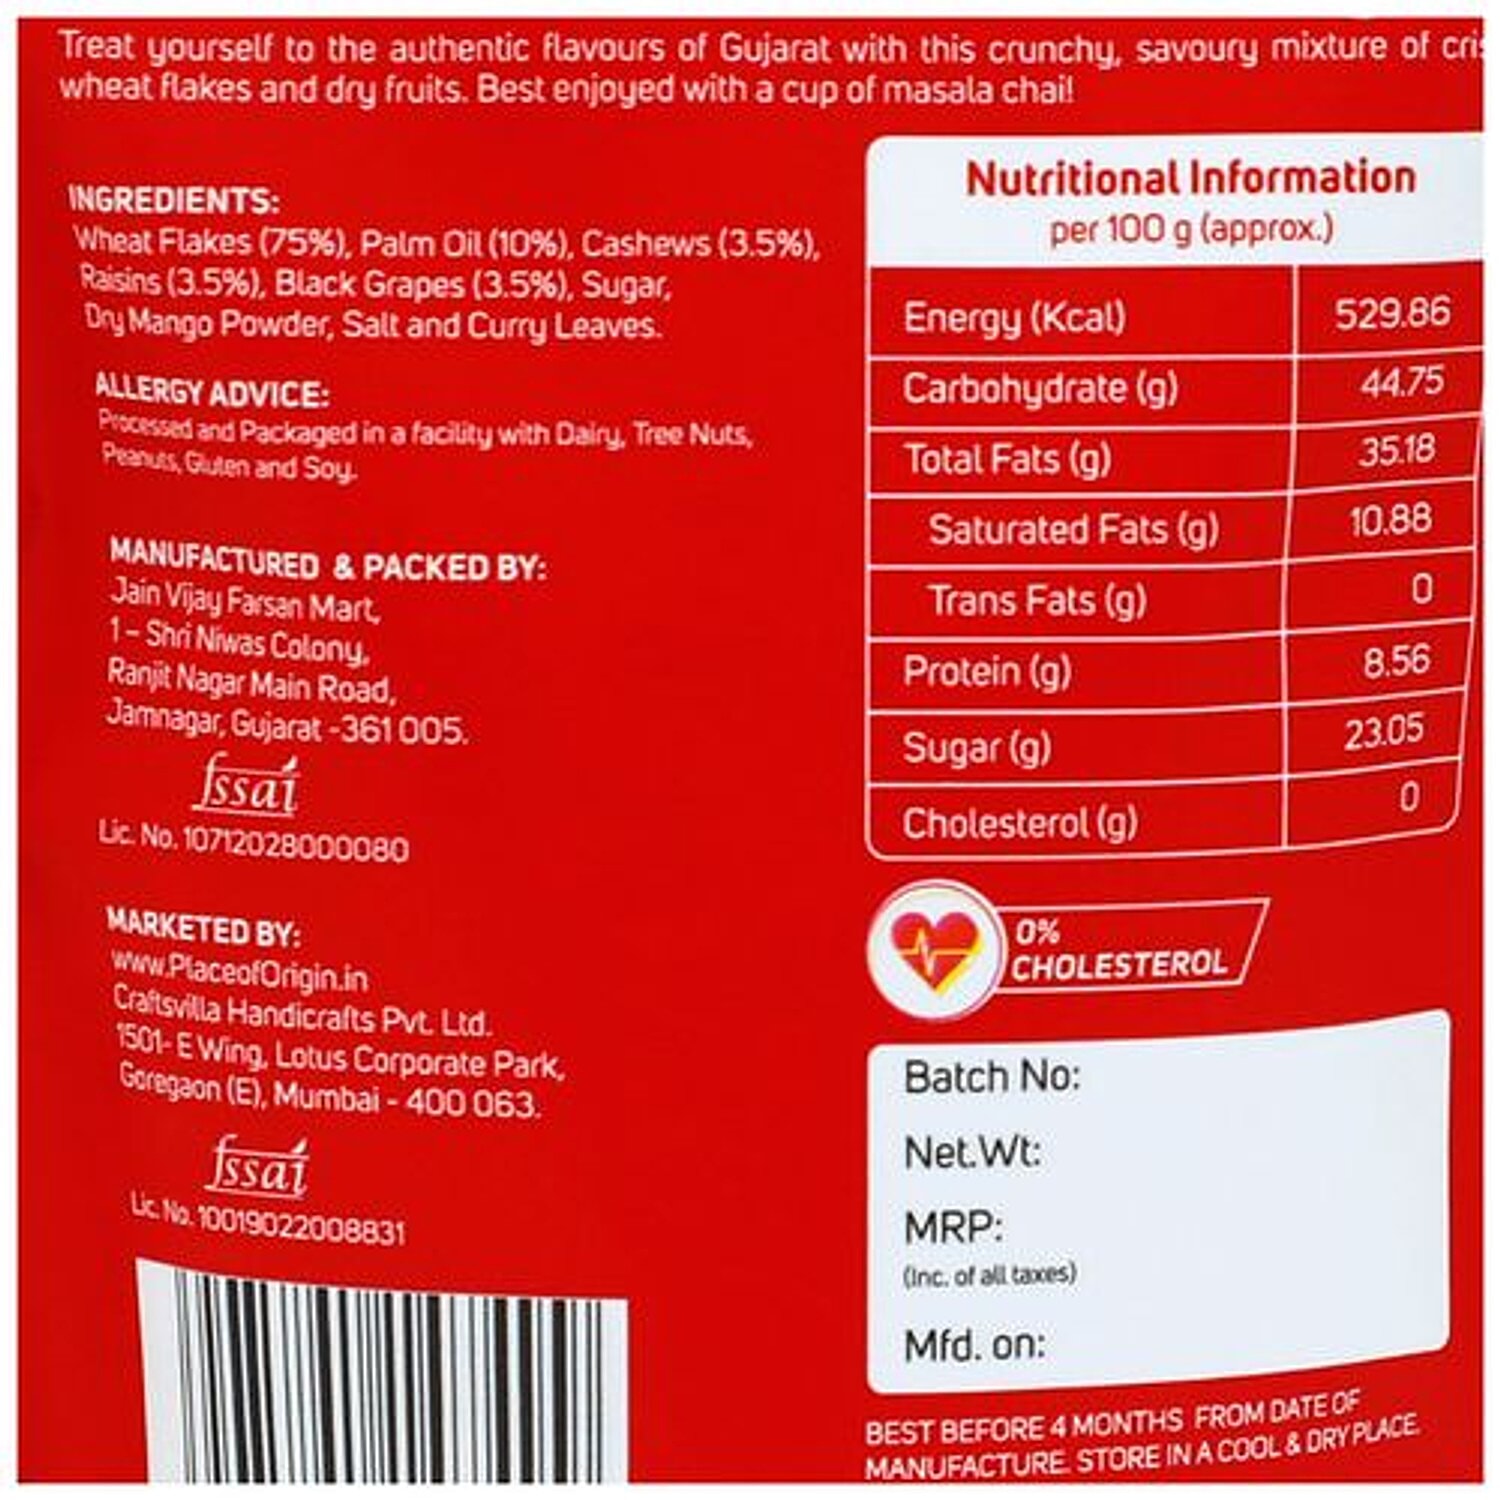 Treat yourself to the authentic flavours of Gujarat with this crunchy, savoury mixture of
wheat flakes and dry fruits. Best enjoyed with a cup of masala chai!
INGREDIENTS:
Wheat Flakes (75%), Palm Oil (10%), Cashews (3.5%),
Raisins (3.5%), Black Grapes (3.5%), Sugar,
Dry Mango Powder, Salt and Curry Leaves.
ALLERGY ADVICE:
Processed and Packaged in a facility with Dairy, Tree Nuts,
Peanuts, Gluten and Soy.
MANUFACTURED & PACKED BY:
Jain Vijay Farsan Mart,
1 - Shri Niwas Colony,
Ranjit Nagar Main Road,
Jamnagar, Gujarat -361 005.
fssai
Lic. No. 10712028000080
MARKETED BY:
www.PlaceofOrigin.in
Craftsvilla Handicrafts Pvt. Ltd.
1501- E Wing, Lotus Corporate Park,
Goregaon (E), Mumbai - 400 063.
fssai
Lic. No. 10019022008831
Nutritional Information
per 100 g (approx.)
Energy (Kcal) 529.86
Carbohydrate (g) 44.75
Total Fats (g) 35.18
Saturated Fats (g) 10.88
Trans Fats (g) 0
Protein (g) 8.56
Sugar (g) 23.05
Cholesterol (g) 0
0%
CHOLESTEROL
Batch No:
Net.Wt:
MRP:
(Inc. of all taxes)
Mfd. on:
BEST BEFORE 4 MONTHS FROM DATE OF
MANUFACTURE. STORE IN A COOL & DRY PLACE.